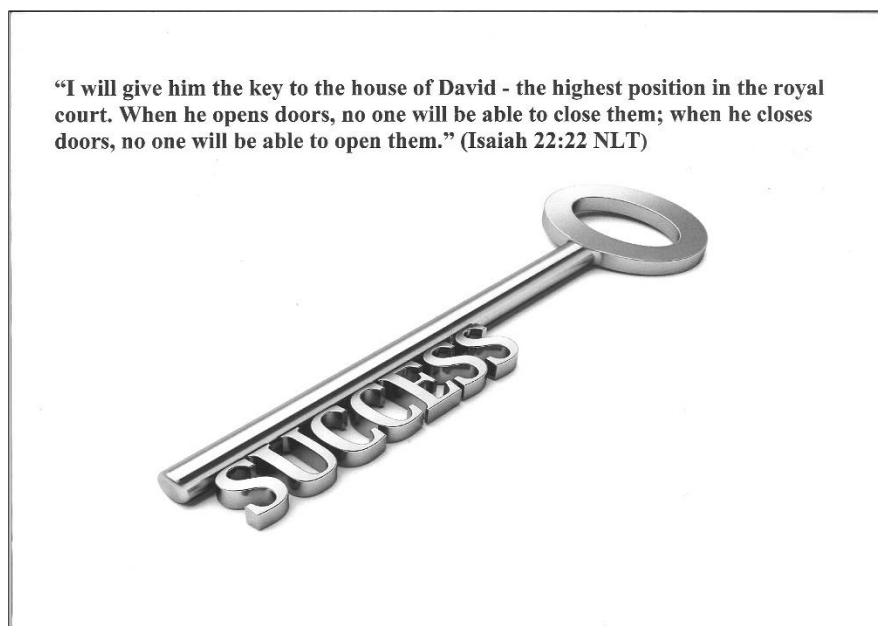 “I will give him the key to the house of David - the highest position in the royal
court. When he opens doors, no one will be able to close them; when he closes
doors, no one will be able to open them.” (Isaiah 22:22 NLT)
SUCCESS